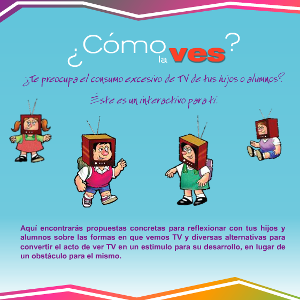 ¿Cómo la ves?
¿Te preocupa el consumo excesivo de TV de tus hijos o alumnos?.
Éste es un interactivo para tí.
Aquí encontrarás propuestas concretas para reflexionar con tus hijos y
alumnos sobre las formas en que vemos TV y diversas alternativas para
convertir el acto de ver TV en un estímulo para su desarrollo, en lugar de
un obstáculo para el mismo.